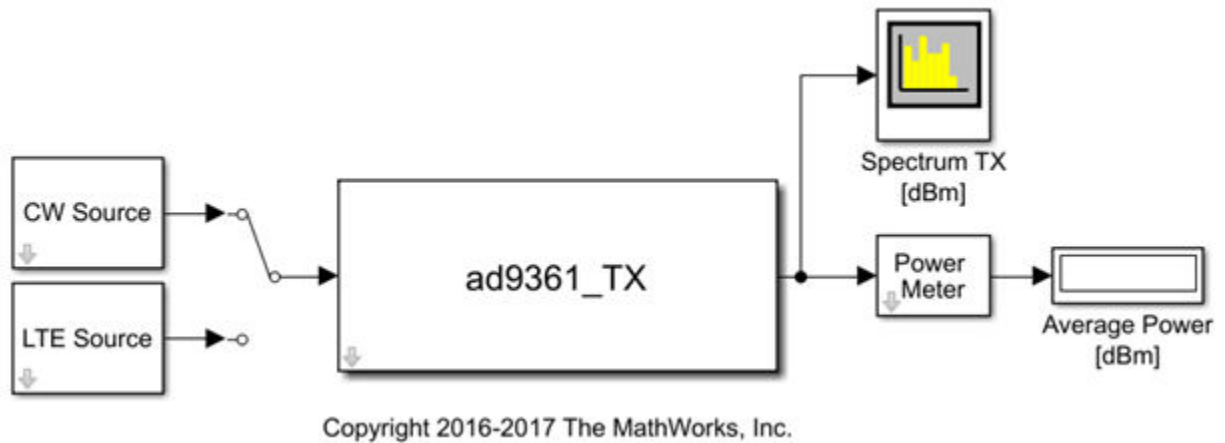 Spectrum TX
[dBm]
CW Source
ad9361_TX
Power
Meter
LTE Source
Average Power
[dBm]
Copyright 2016-2017 The MathWorks, Inc.